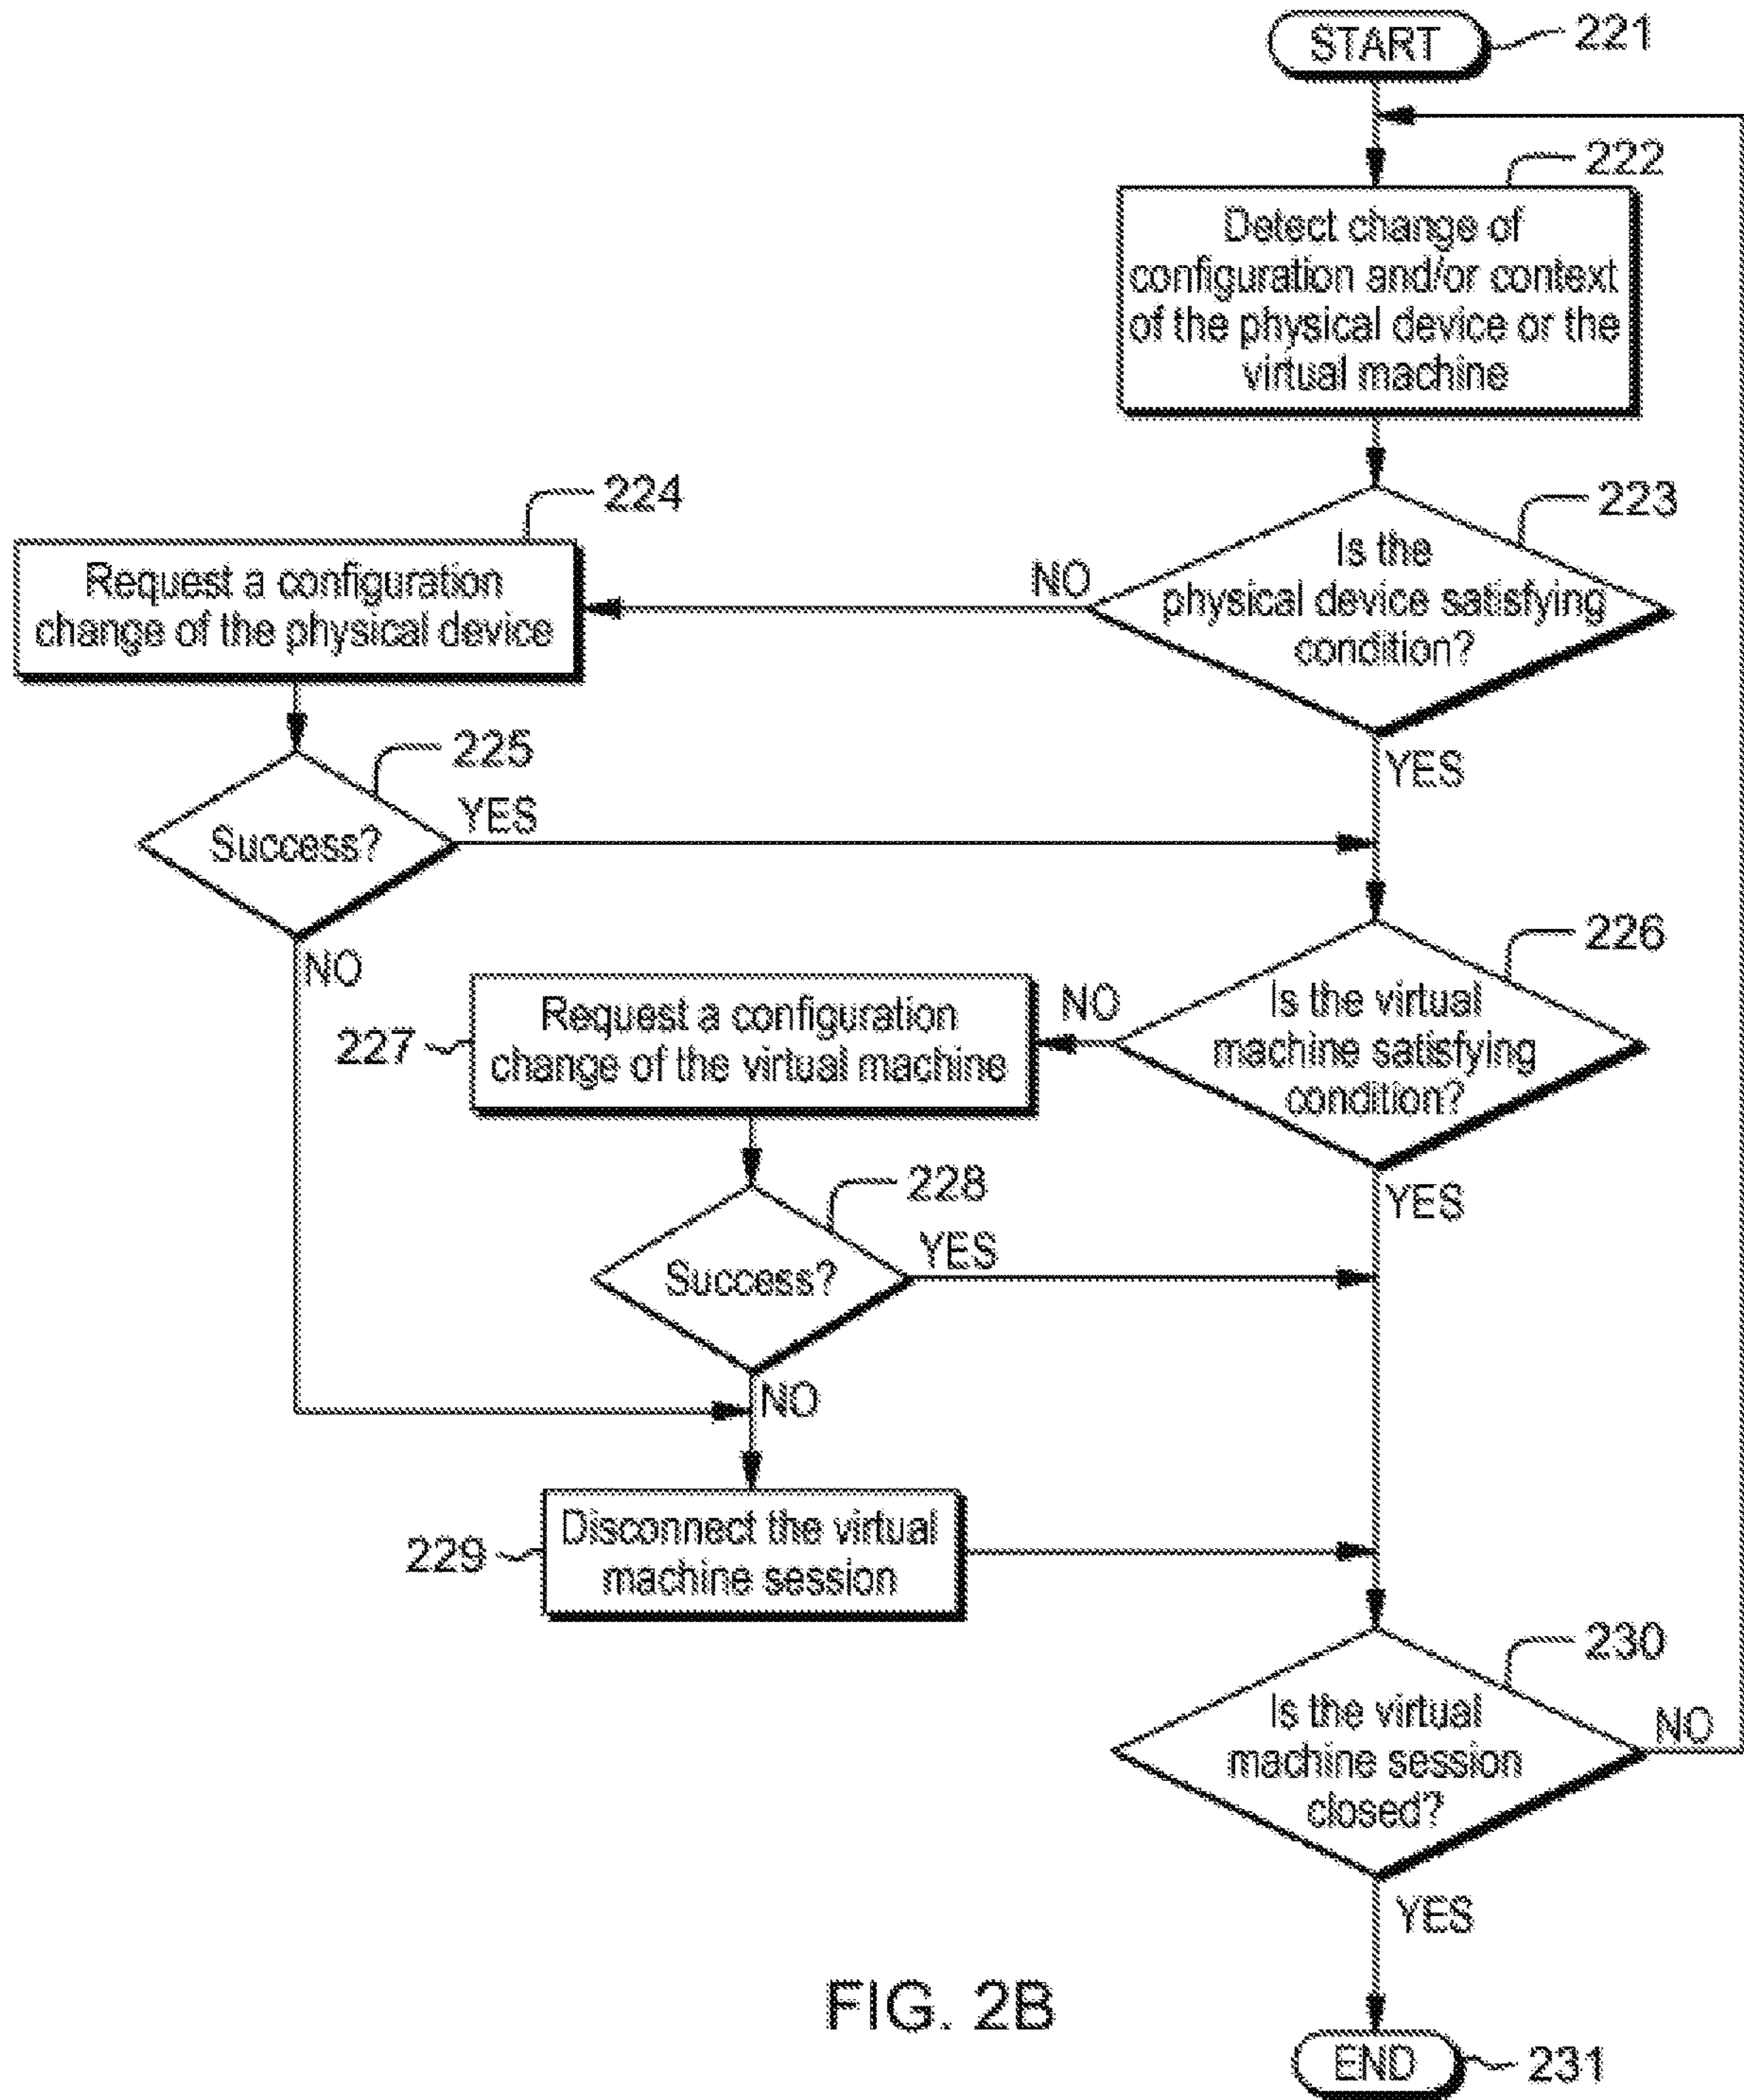 START
221
222
Detect change of
configuration and/or context
of the physical device or the
virtual machine
223
Is the
physical device satisfying
condition?
NO
YES
224
Request a configuration
change of the physical device
225
Success?
YES
NO
226
Is the virtual
machine satisfying
condition?
NO
YES
227
Request a configuration
change of the virtual machine
228
Success?
YES
NO
229
Disconnect the virtual
machine session
230
Is the virtual
machine session
closed?
NO
YES
FIG. 2B
END
231